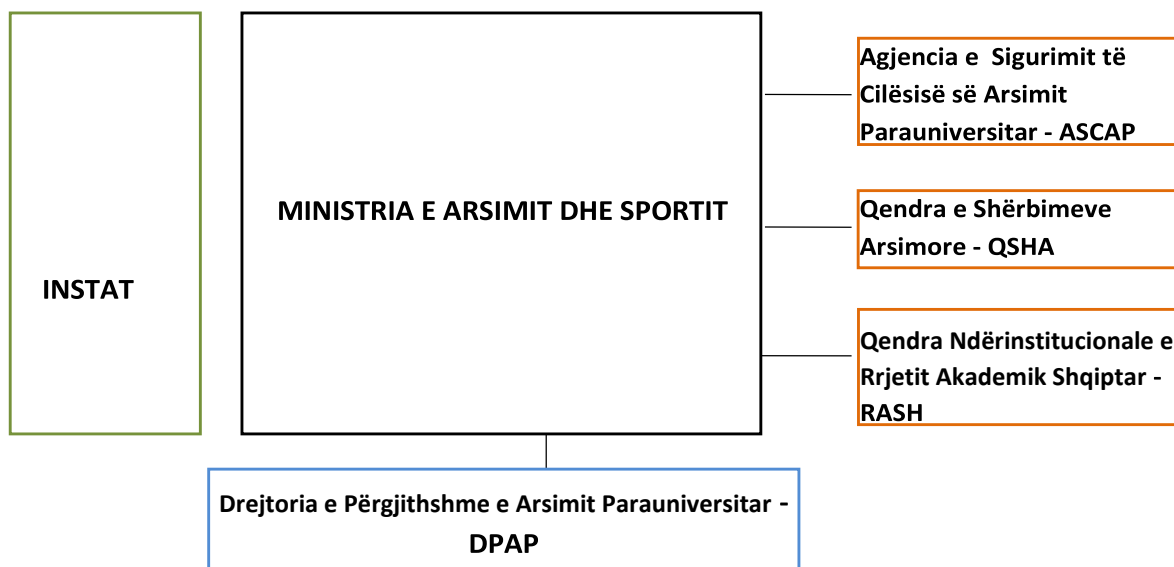 INSTAT
MINISTRIA E ARSIMIT DHE SPORTIT
Agjencia e Sigurimit të
Cilësisë së Arsimit
Parauniversitar - ASCAP
Qendra e Shërbimeve
Arsimore - QSHA
Qendra Ndërinstitucionale e
Rrjetit Akademik Shqiptar -
RASH
Drejtoria e Përgjithshme e Arsimit Parauniversitar -
DPAP